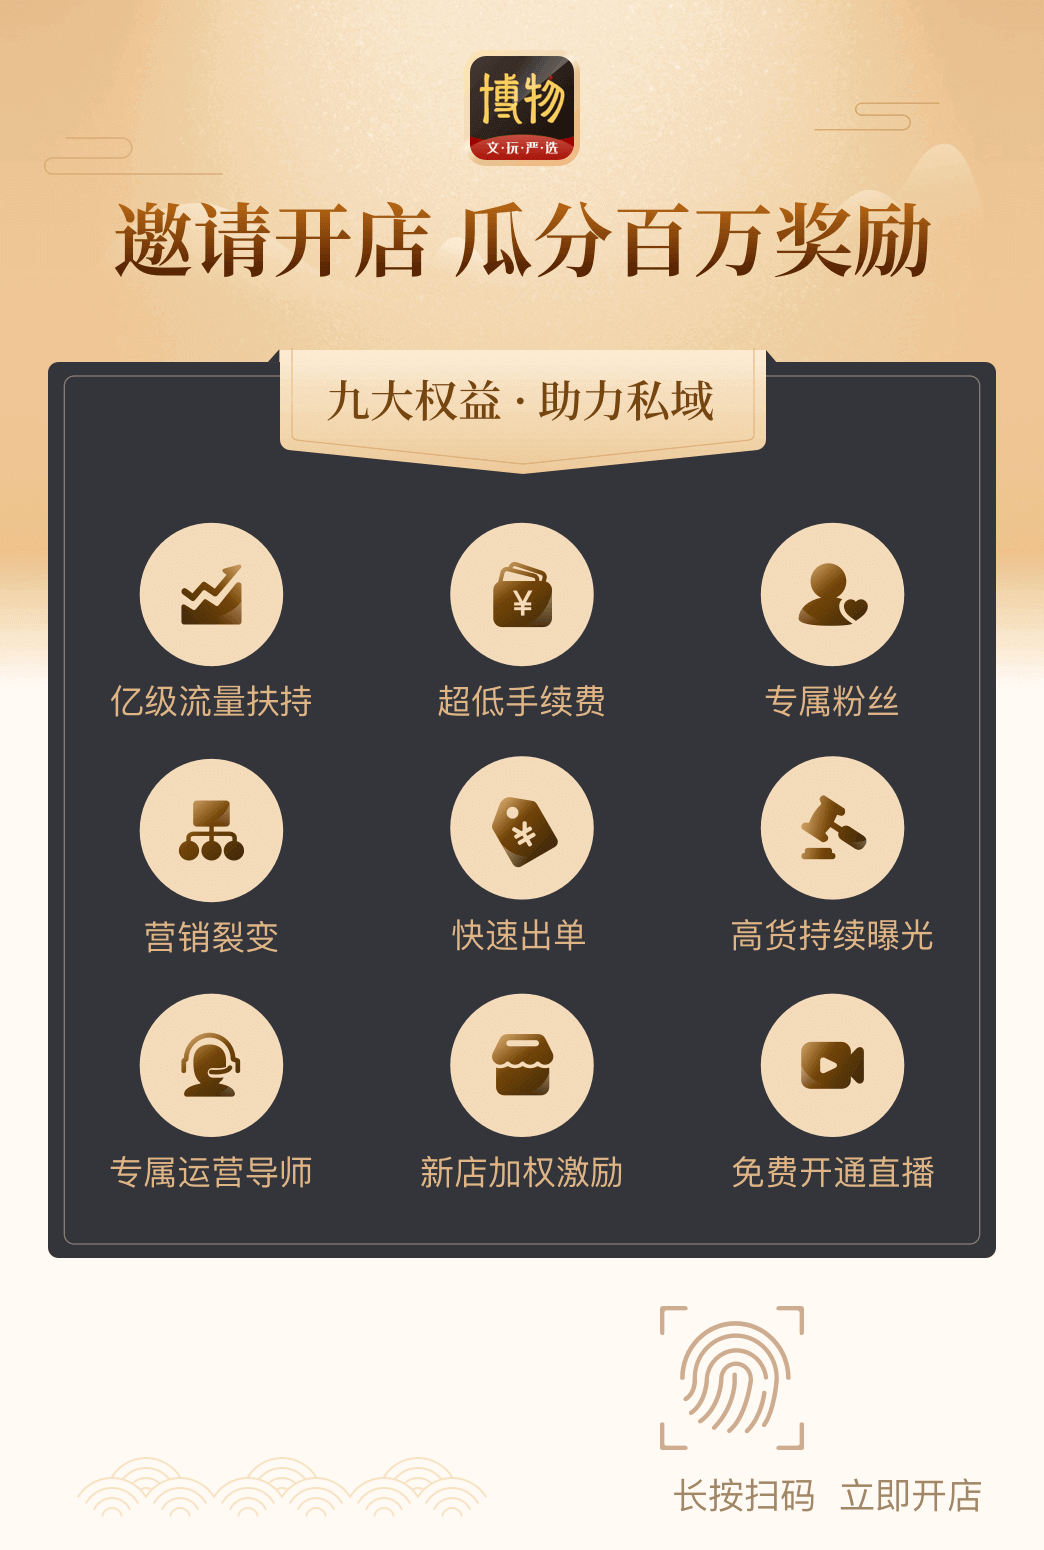 博物
文·玩·严·选
邀请开店 瓜分百万奖励
九大权益·助力私域
¥
亿级流量扶持 超低手续费 专属粉丝
¥
营销裂变 快速出单 高货持续曝光
专属运营导师 新店加权激励 免费开通直播
长按扫码 立即开店